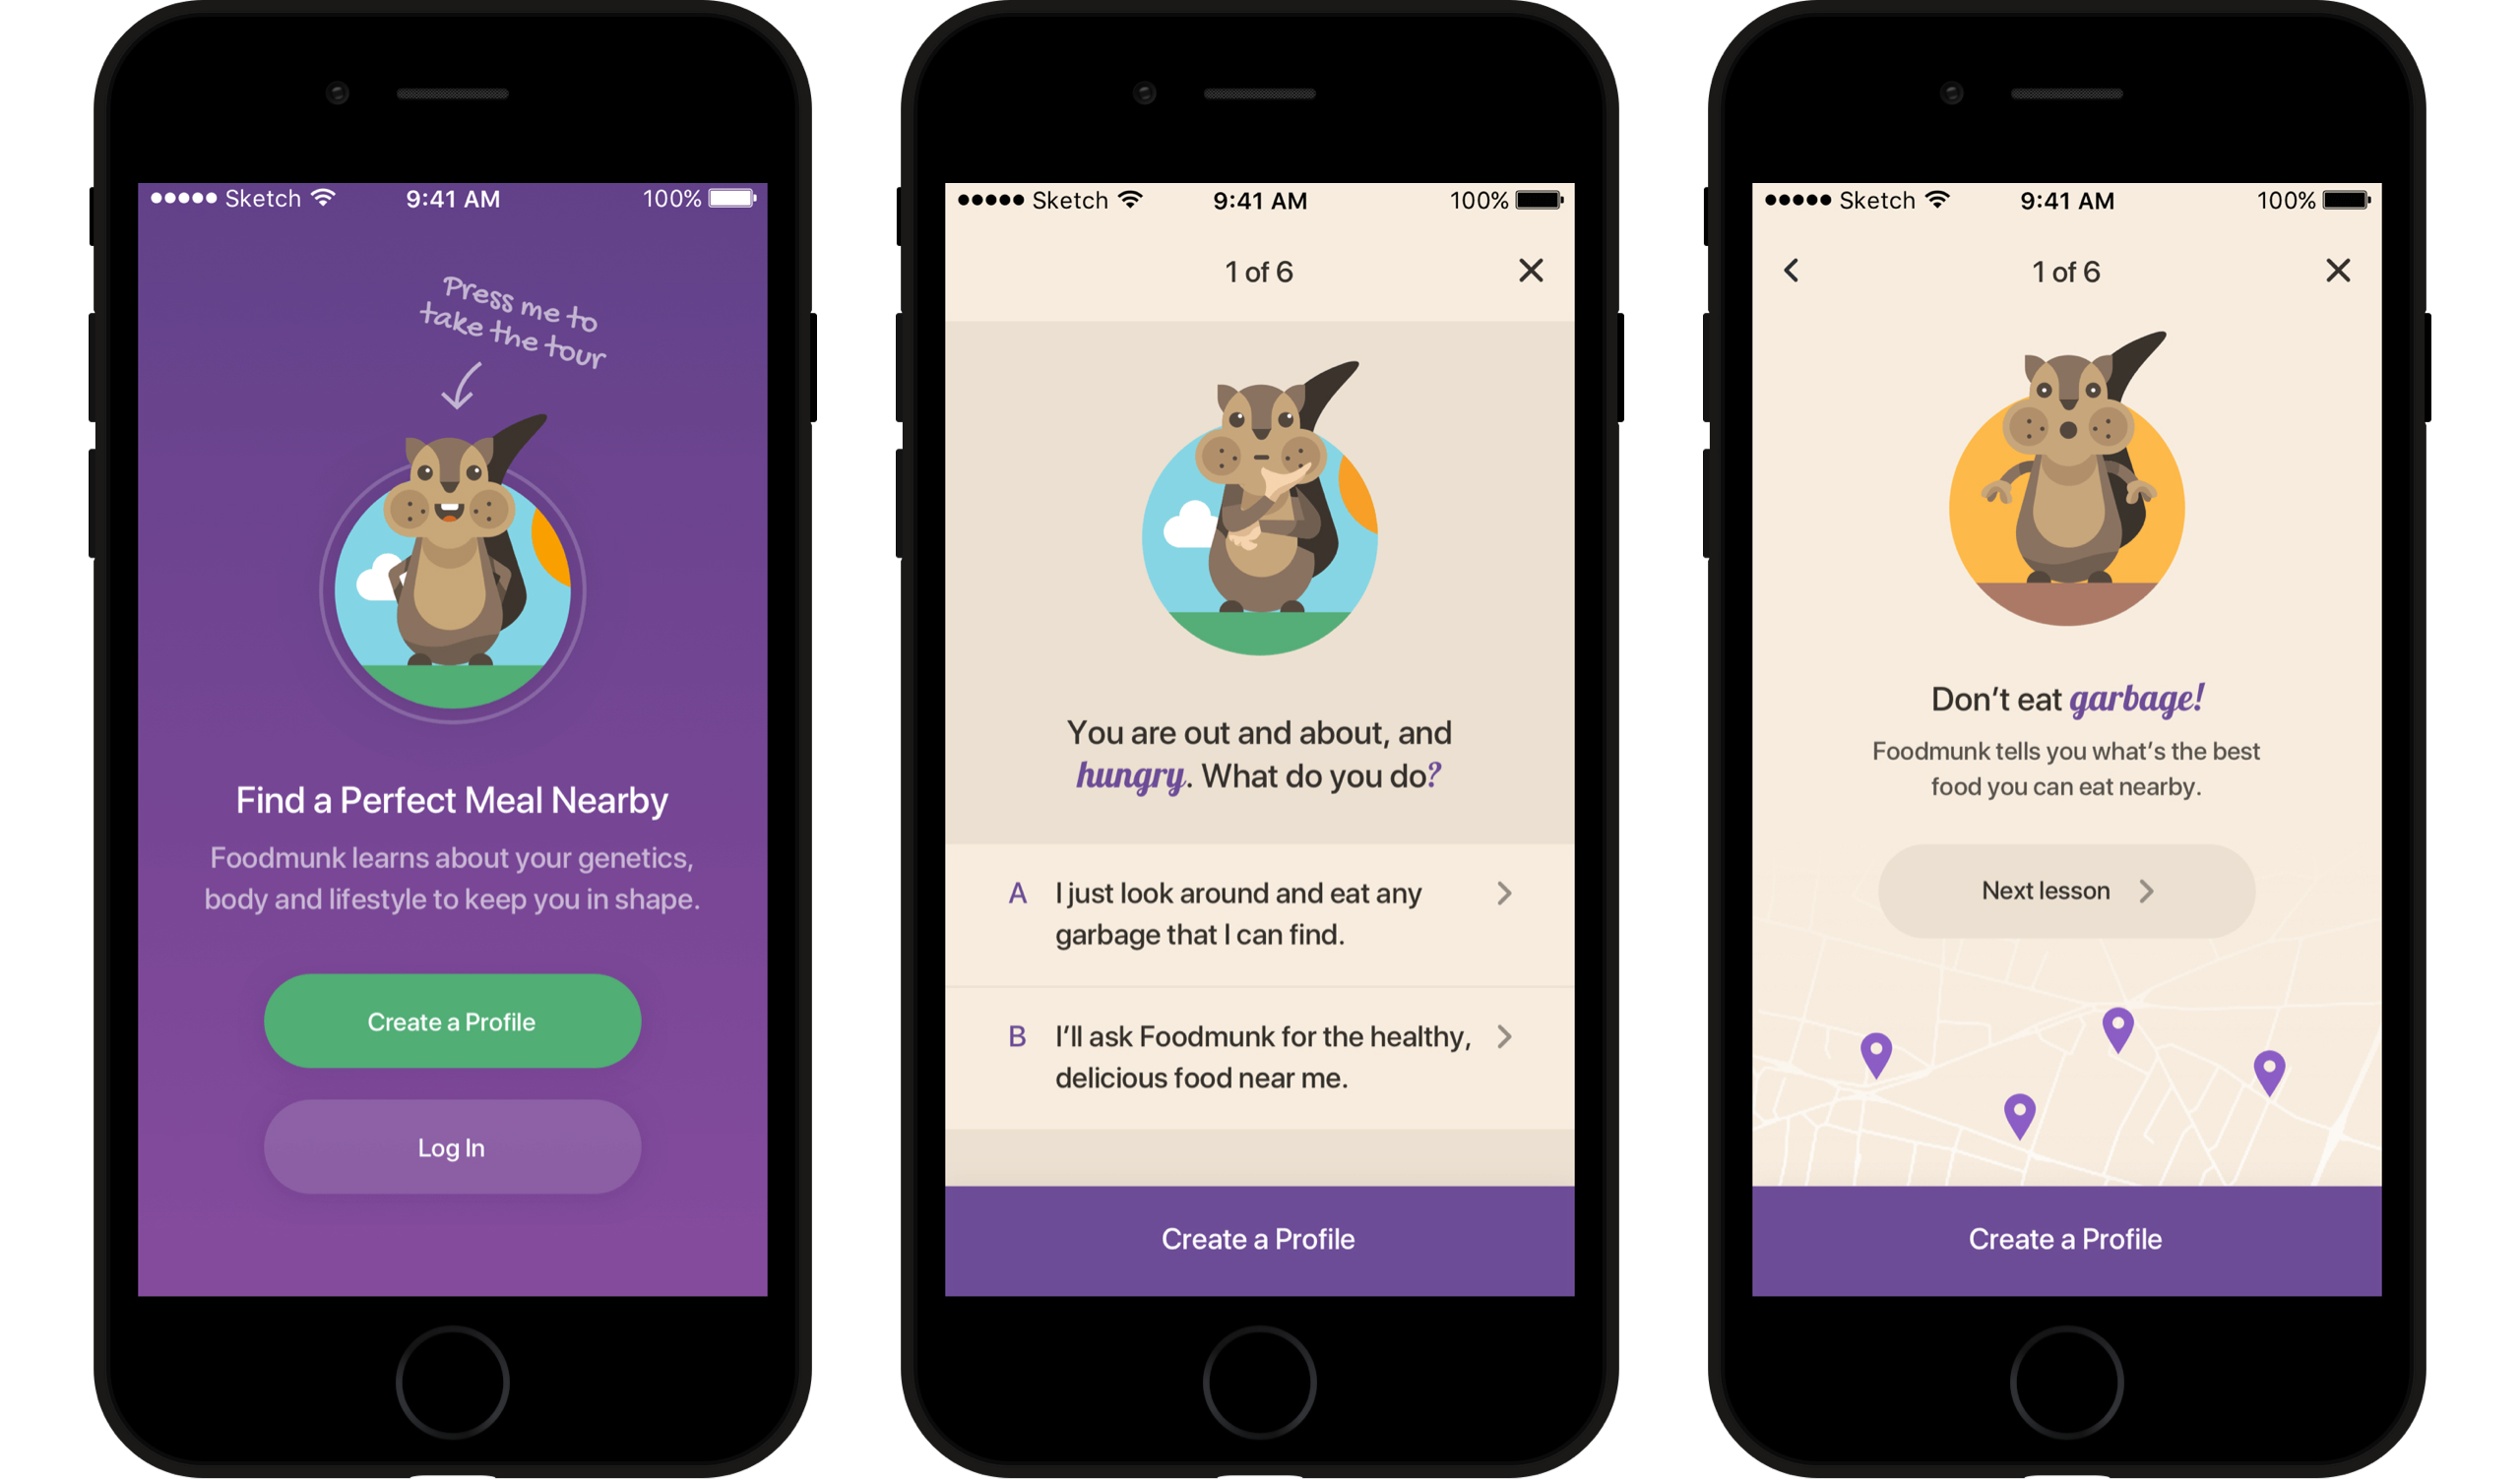 Sketch 9:41 AM 100%
Press me to
take the tour
Find a Perfect Meal Nearby
Foodmunk learns about your genetics,
body and lifestyle to keep you in shape.
Create a Profile
Log In
Sketch 9:41 AM 100%
1 of 6
You are out and about, and
hungry. What do you do?
A I just look around and eat any
garbage that I can find.
B I’ll ask Foodmunk for the healthy,
delicious food near me.
Create a Profile
Sketch 9:41 AM 100%
1 of 6
Don’t eat garbage!
Foodmunk tells you what’s the best
food you can eat nearby.
Next lesson
Create a Profile